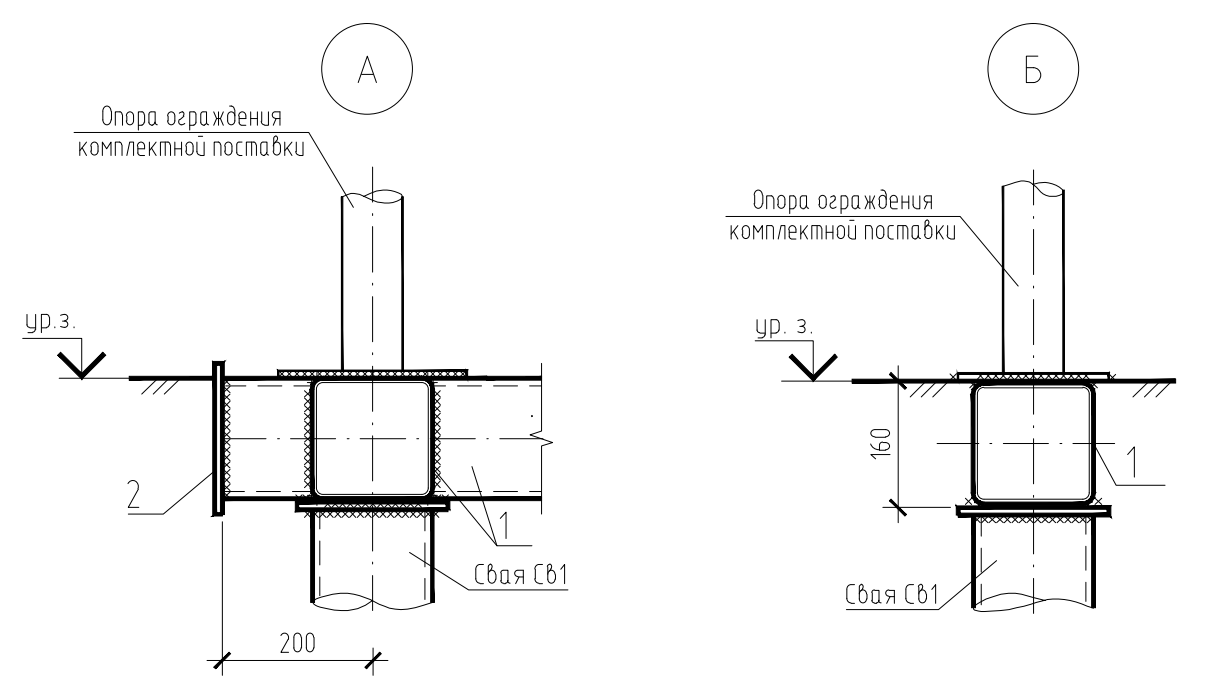 А
Опора ограждения
комплектной поставки
ур.з.
2
1
Свая Св1
200
Б
Опора ограждения
комплектной поставки
ур. з.
160
1
Свая Св1